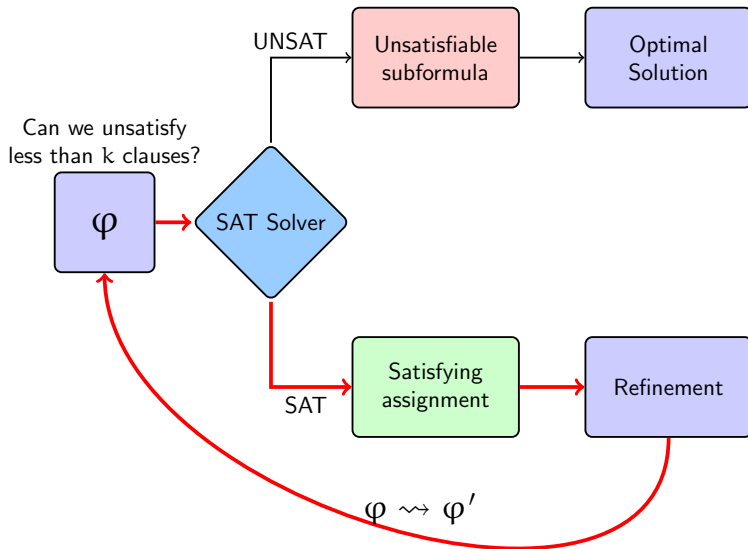 UNSAT
Unsatisfiable
subformula
Optimal
Solution
Can we unsatisfy
less than k clauses?
φ
SAT Solver
SAT
Satisfying
assignment
Refinement
φ ⇝ φ′